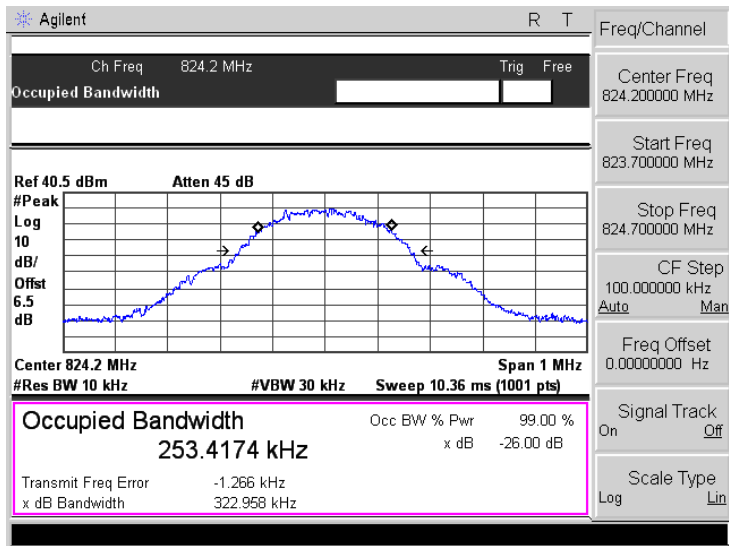 Agilent R T
Ch Freq 824.2 MHz Trig Free
Occupied Bandwidth
Ref 40.5 dBm Atten 45 dB
#Peak
Log
10
dB/
Offst
6.5
dB
Center 824.2 MHz Span 1 MHz
#Res BW 10 kHz #VBW 30 kHz Sweep 10.36 ms (1001 pts)
Occupied Bandwidth Occ BW % Pwr 99.00 %
253.4174 kHz x dB -26.00 dB
Transmit Freq Error -1.266 kHz
x dB Bandwidth 322.958 kHz
Freq/Channel
Center Freq
824.200000 MHz
Start Freq
823.700000 MHz
Stop Freq
824.700000 MHz
CF Step
100.000000 kHz
Auto Man
Freq Offset
0.00000000 Hz
Signal Track
On Off
Scale Type
Log Lin